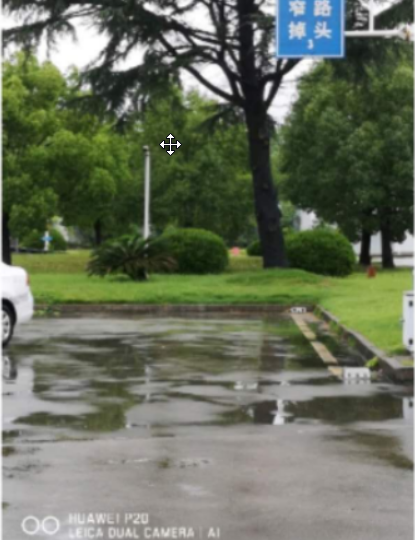 窄路
掉头
3
HUAWEI P20
LEICA DUAL CAMERA | AI